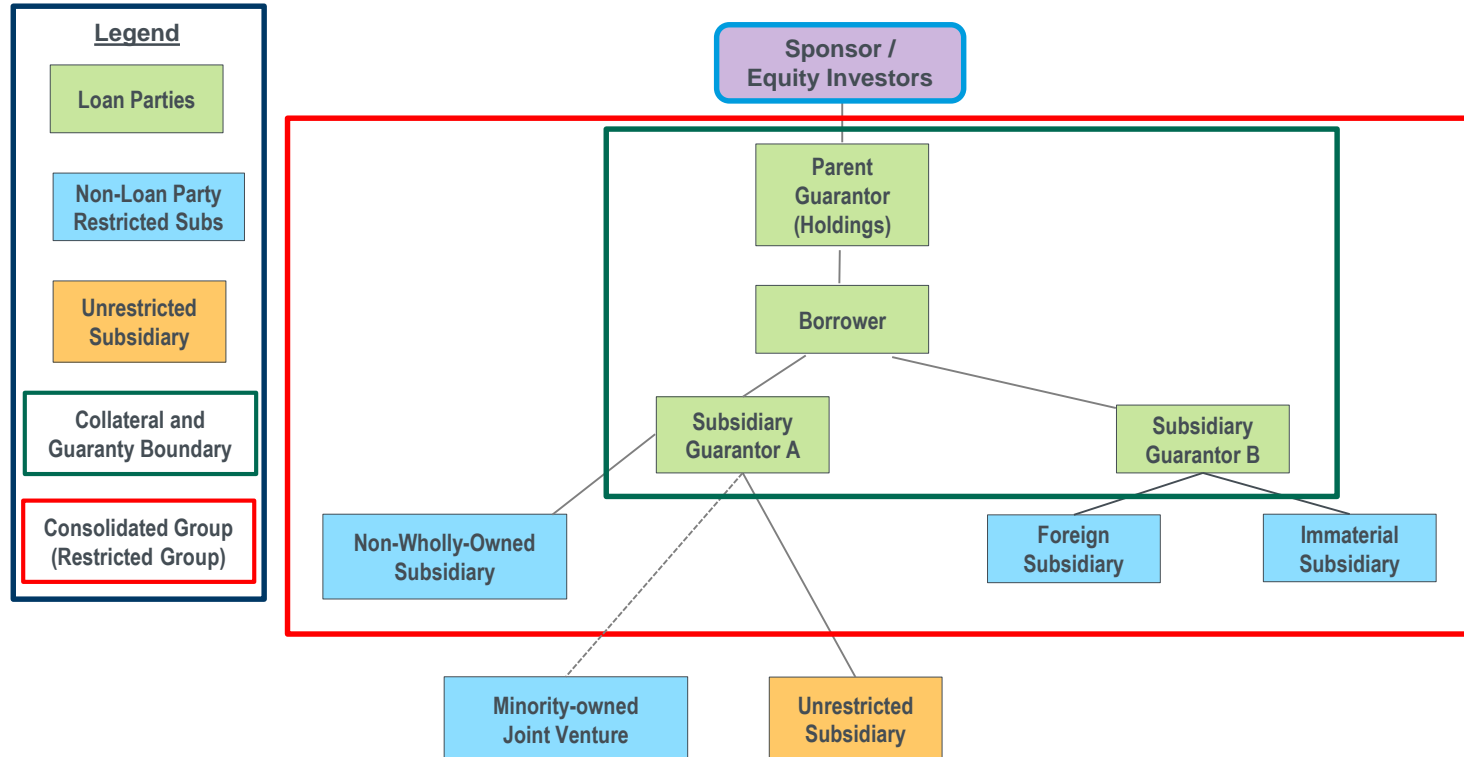 Legend
Loan Parties
Non-Loan Party
Restricted Subs
Unrestricted
Subsidiary
Collateral and
Guaranty Boundary
Consolidated Group
(Restricted Group)
Sponsor /
Equity Investors
Parent
Guarantor
(Holdings)
Borrower
Subsidiary
Guarantor A
Subsidiary
Guarantor B
Non-Wholly-Owned
Subsidiary
Foreign
Subsidiary
Immaterial
Subsidiary
Minority-owned
Joint Venture
Unrestricted
Subsidiary